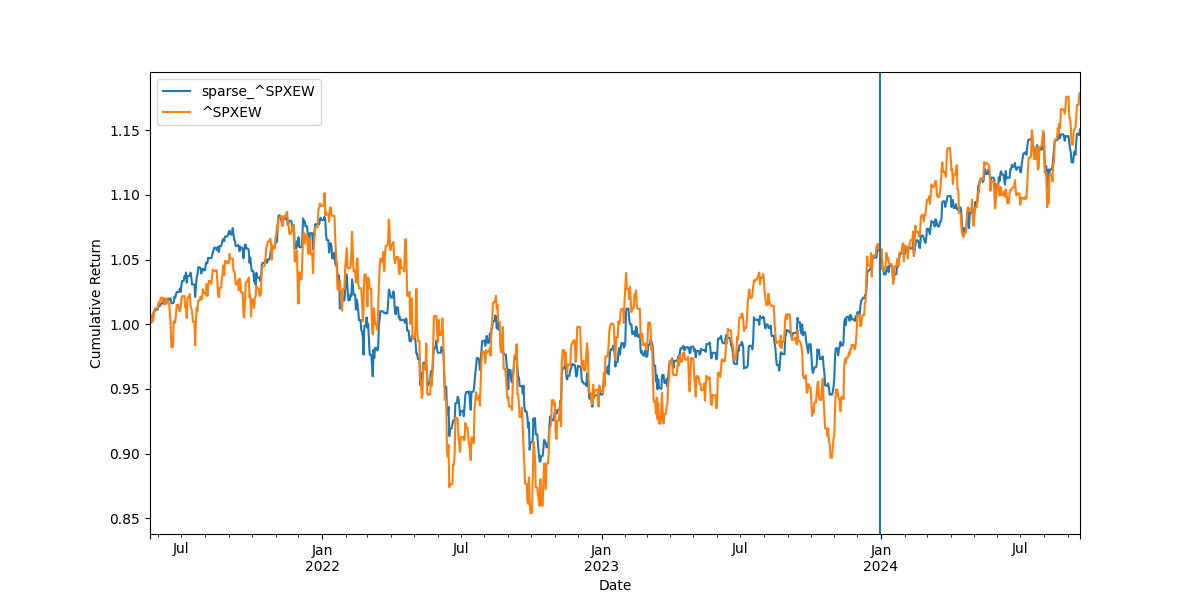 sparse_^SPXEW
^SPXEW
Cumulative Return
1.15
1.10
1.05
1.00
0.95
0.90
0.85
Jul
Jan
2022
Jul
Jan
2023
Jul
Jan
2024
Jul
Date